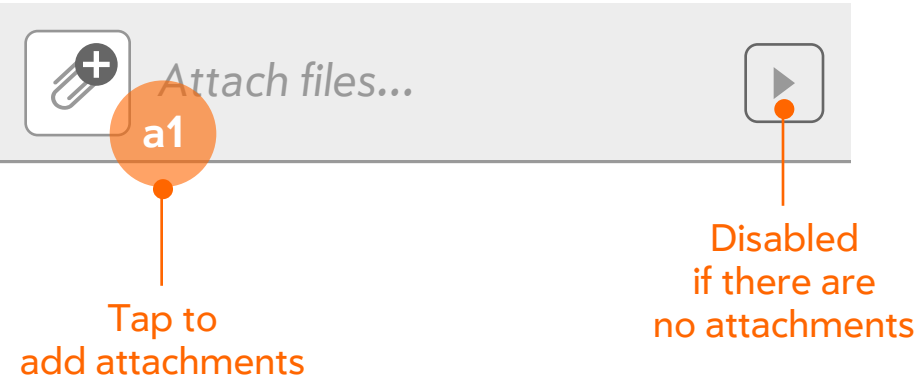 Attach files...
a1
Tap to
add attachments
Disabled
if there are
no attachments